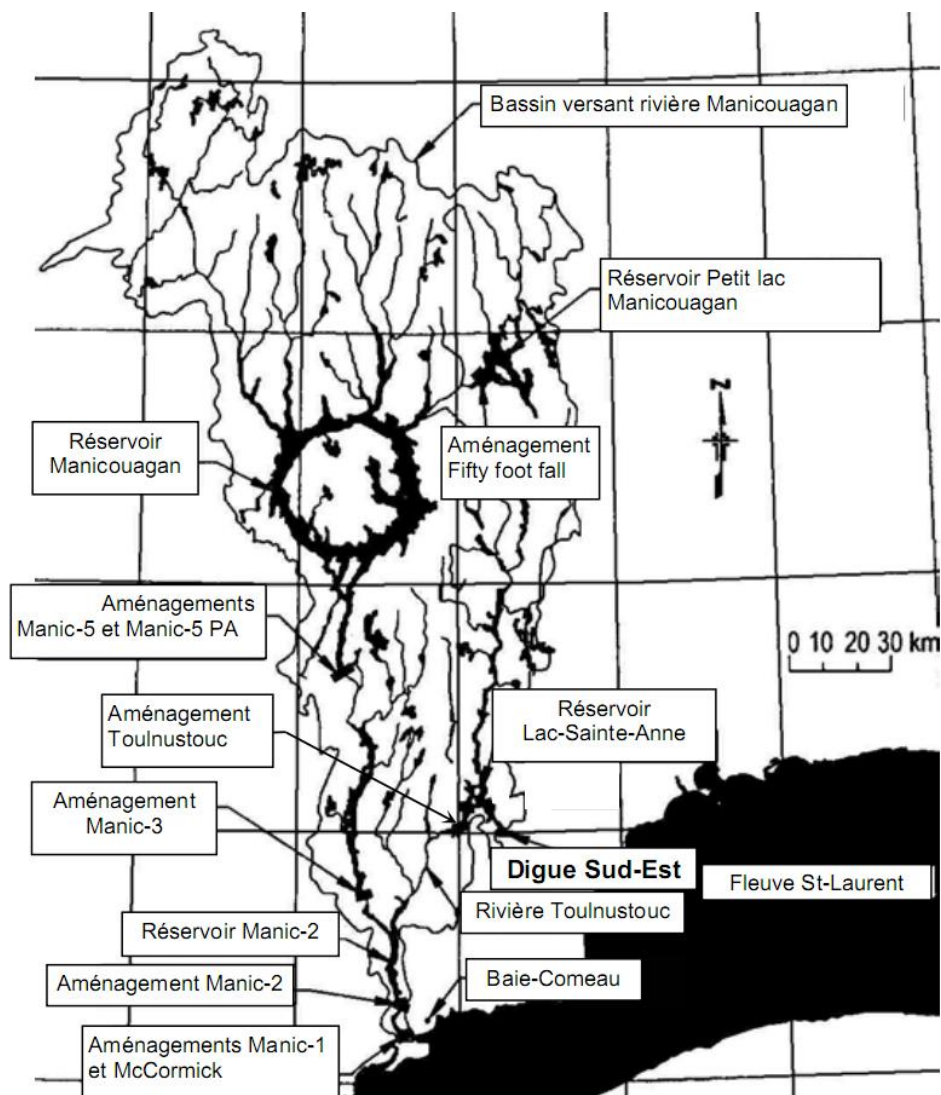 Bassin versant rivière Manicouagan
Réservoir Petit lac
Manicouagan
Z
Réservoir
Manicouagan
Aménagement
Fifty foot fall
Aménagements
Manic-5 et Manic-5 PA
0 10 20 30 km
Aménagement
Toulnustouc
Réservoir
Lac-Sainte-Anne
Aménagement
Manic-3
Digue Sud-Est
Fleuve St-Laurent
Rivière Toulnustouc
Réservoir Manic-2
Aménagement Manic-2
Baie-Comeau
Aménagements Manic-1
et McCormick